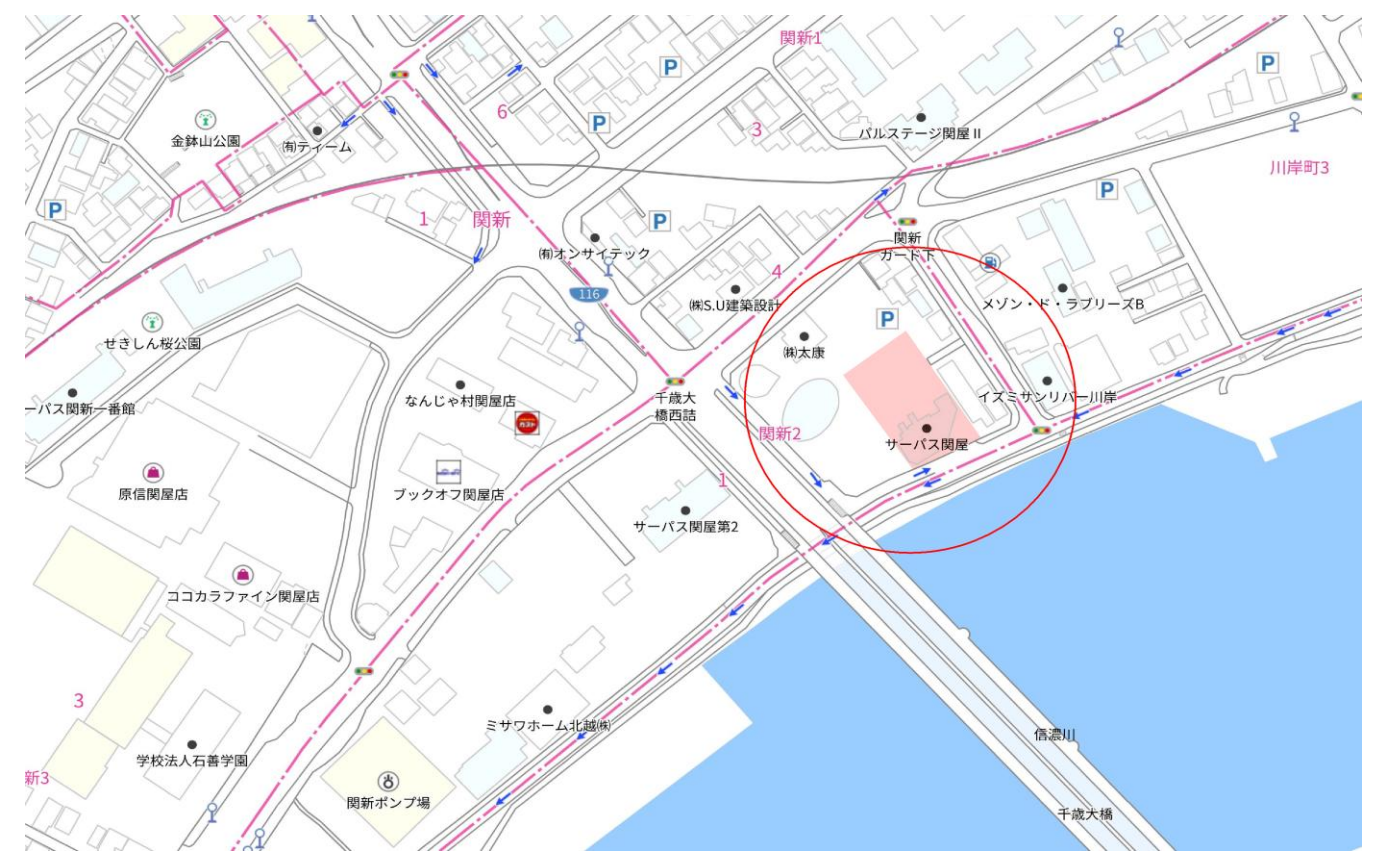 関新1
P
P
6
金鉢山公園
㈲ティーム
P
3
パルステージ関屋Ⅱ
川岸町3
P
P
1
関新
P
関新
ガード下
㈲オンサイテック
4
116
㈱S.U建築設計
メゾン・ド・ラブリーズB
P
せきしん桜公園
㈱太康
なんじゃ村関屋店
千歳大
橋西詰
イズミサンリバー川岸
ーパス関新一番館
ガスト
関新2
サーパス関屋
原信関屋店
ブックオフ関屋店
1
サーパス関屋第2
ココカラファイン関屋店
3
ミサワホーム北越㈱
信濃川
学校法人石善学園
新3
関新ポンプ場
千歳大橋